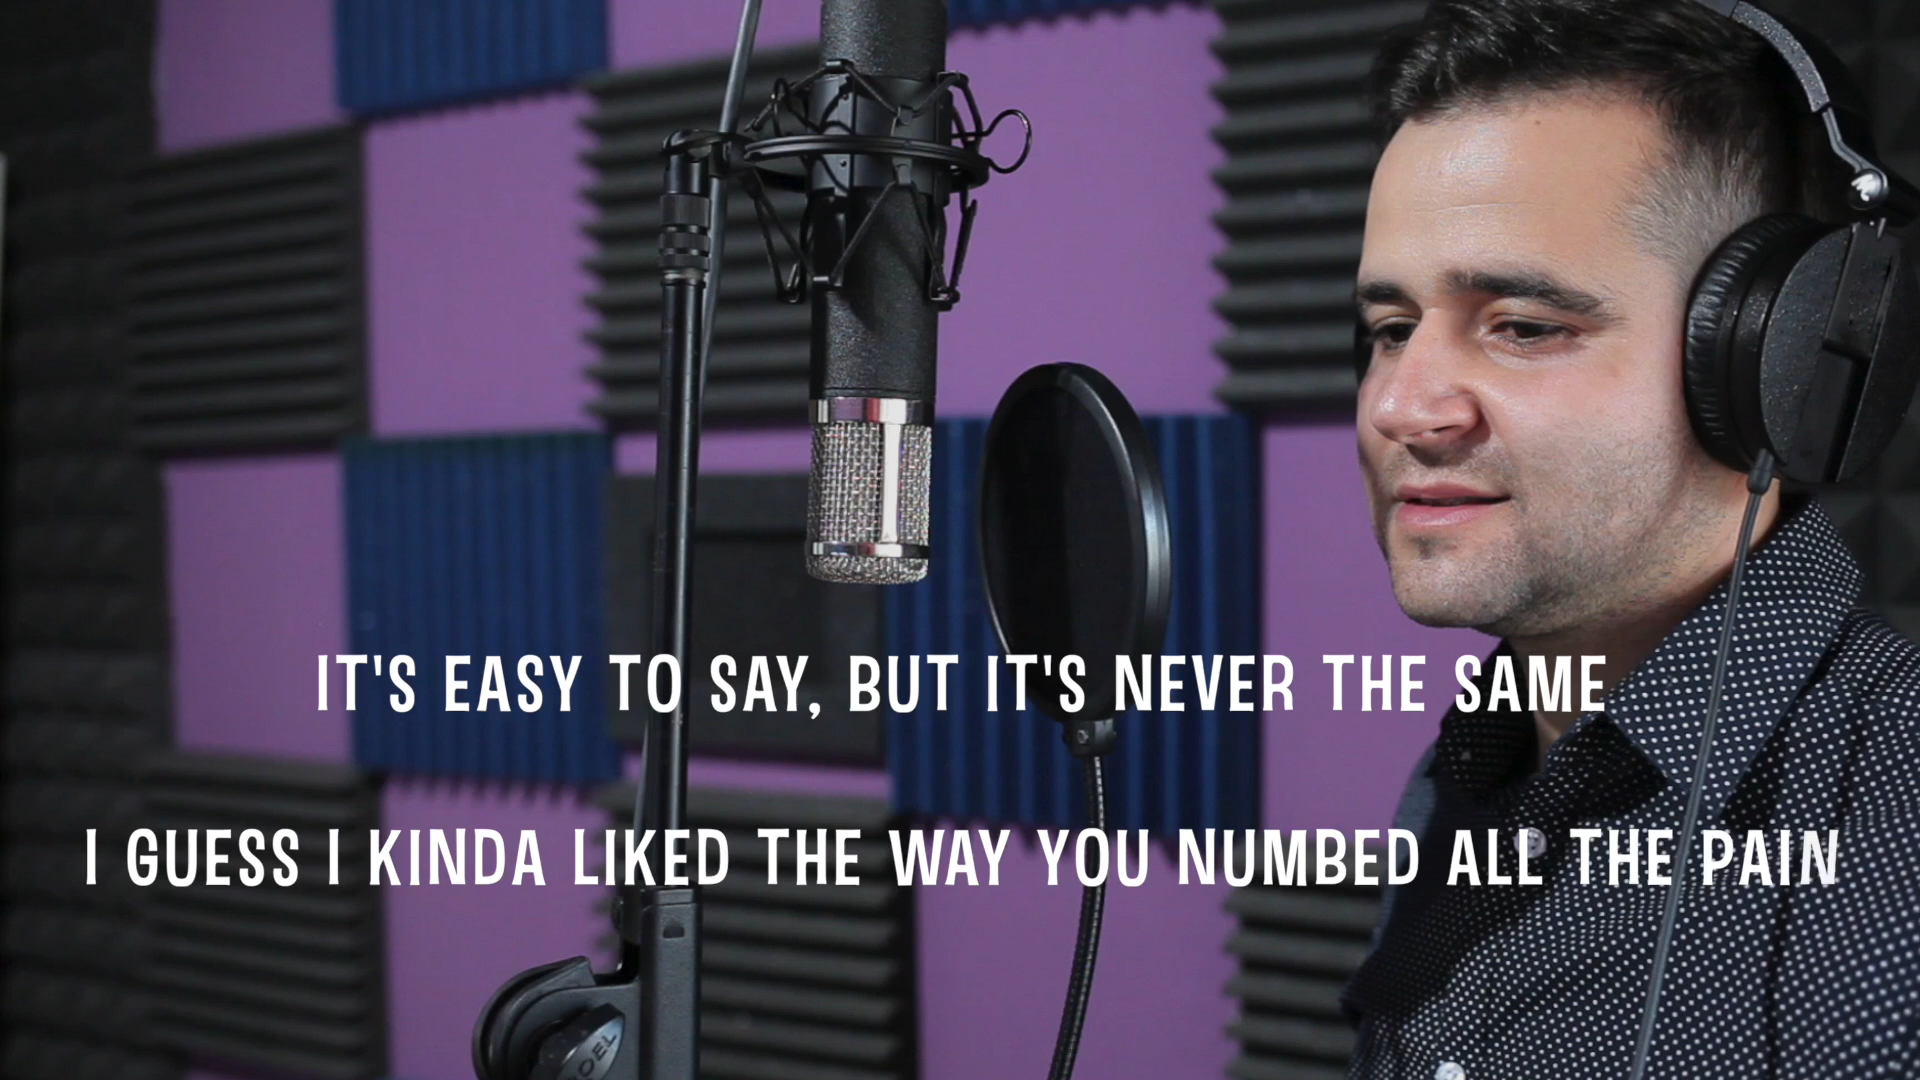 IT'S EASY TO SAY, BUT IT'S NEVER THE SAME
I GUESS I KINDA LIKED THE WAY YOU NUMBED ALL THE PAIN